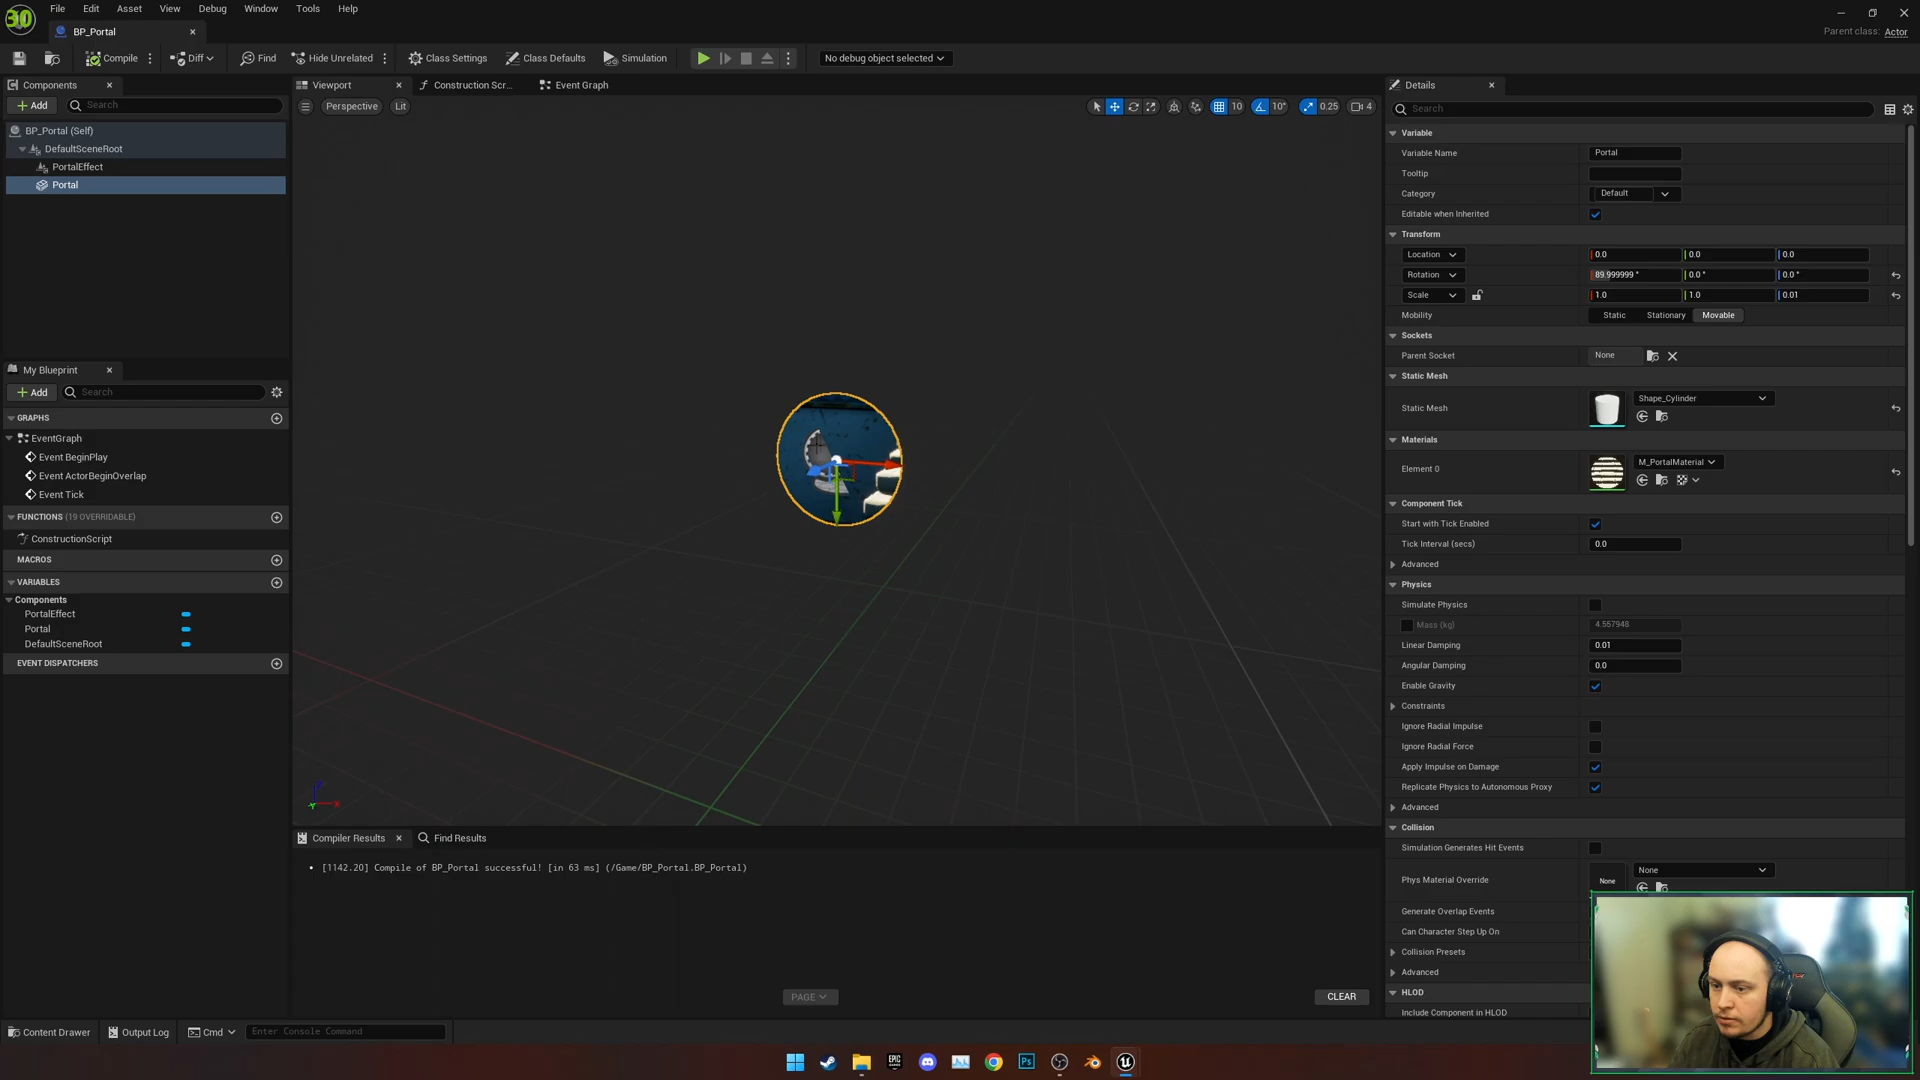 File Edit Asset View Debug Window Tools Help
BP_Portal
Parent class: Actor
Compile Diff Find Hide Unrelated Class Settings Class Defaults Simulation No debug object selected
Components
Add Search
BP_Portal (Self)
DefaultSceneRoot
PortalEffect
Portal
My Blueprint
Add Search
GRAPHS
EventGraph
Event BeginPlay
Event ActorBeginOverlap
Event Tick
FUNCTIONS (19 OVERRIDABLE)
ConstructionScript
MACROS
VARIABLES
Components
PortalEffect
Portal
DefaultSceneRoot
EVENT DISPATCHERS
Viewport Construction Scr... Event Graph
Perspective Lit 10 10° 0.25 4
X
Compiler Results Find Results
• [1142.20] Compile of BP_Portal successful! [in 63 ms] (/Game/BP_Portal.BP_Portal)
PAGE CLEAR
Details
Search
Variable
Variable Name Portal
Tooltip
Category Default
Editable when Inherited
Transform
Location 0.0 0.0 0.0
Rotation 89.999999 ° 0.0 ° 0.0 °
Scale 1.0 1.0 0.01
Mobility Static Stationary Movable
Sockets
Parent Socket None
Static Mesh
Static Mesh Shape_Cylinder
Materials
Element 0 M_PortalMaterial
Component Tick
Start with Tick Enabled
Tick Interval (secs) 0.0
Advanced
Physics
Simulate Physics
Mass (kg) 4.557948
Linear Damping 0.01
Angular Damping 0.0
Enable Gravity
Constraints
Ignore Radial Impulse
Ignore Radial Force
Apply Impulse on Damage
Replicate Physics to Autonomous Proxy
Advanced
Collision
Simulation Generates Hit Events
Phys Material Override None None
Generate Overlap Events
Can Character Step Up On
Collision Presets
Advanced
HLOD
Include Component in HLOD
Content Drawer Output Log Cmd Enter Console Command
EPIC GAMES
Ps